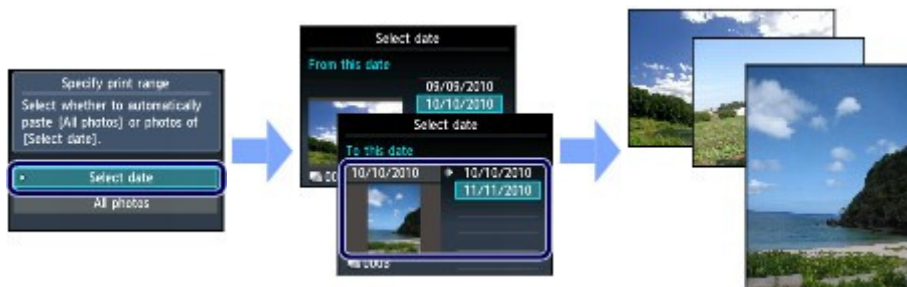 Specify print range
Select whether to automatically
paste [All photos] or photos of
[Select date].
Select date
All photos
Select date
From this date
09/09/2010
10/10/2010
Select date
To this date
10/10/2010
10/10/2010
11/11/2010
0003